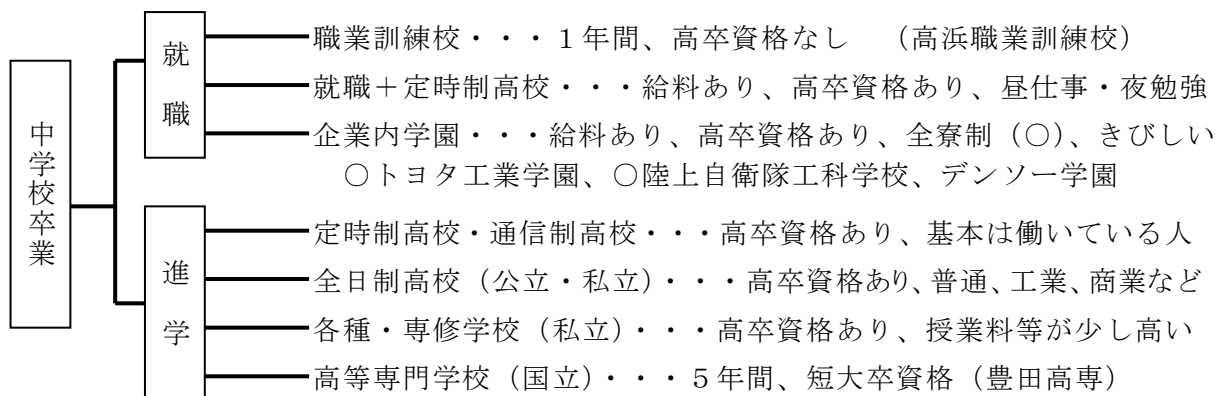 中学校卒業
就職
職業訓練校・・・１年間、高卒資格なし　（高浜職業訓練校）
就職＋定時制高校・・・給料あり、高卒資格あり、昼仕事・夜勉強
企業内学園・・・給料あり、高卒資格あり、全寮制（○）、きびしい
○トヨタ工業学園、○陸上自衛隊工科学校、デンソー学園
進学
定時制高校・通信制高校・・・高卒資格あり、基本は働いている人
全日制高校（公立・私立）・・・高卒資格あり、普通、工業、商業など
各種・専修学校（私立）・・・高卒資格あり、授業料等が少し高い
高等専門学校（国立）・・・５年間、短大卒資格（豊田高専）